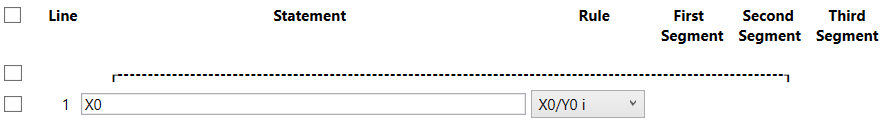 Line Statement Rule First Segment Second Segment Third Segment
1 X0 X0/Y0 i